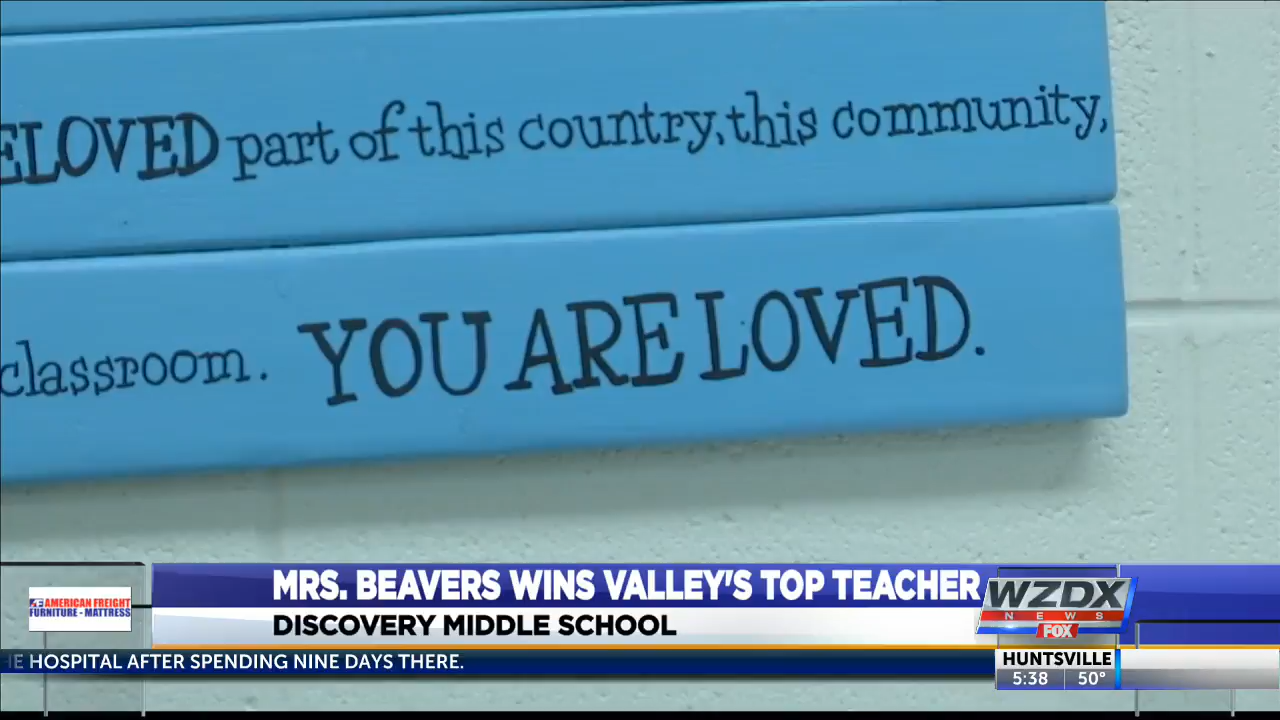 ELOVED part of this country, this community,
classroom. YOU ARE LOVED.
MRS. BEAVERS WINS VALLEY'S TOP TEACHER
DISCOVERY MIDDLE SCHOOL
AMERICAN FREIGHT
FURNITURE - MATTRESS
WZDX
NEWS
FOX
HOSPITAL AFTER SPENDING NINE DAYS THERE.
HUNTSVILLE
5:38 50°